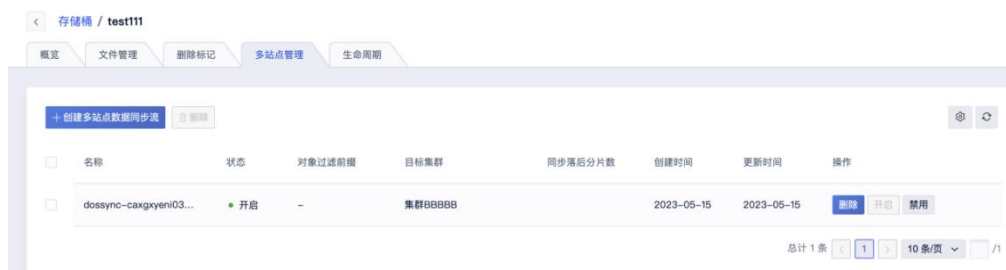 < 存储桶 / test111
概览 文件管理 删除标记 多站点管理 生命周期
+ 创建多站点数据同步流 删除
名称 状态 对象过滤前缀 目标集群 同步落后分片数 创建时间 更新时间 操作
dossync-caxgxyenl03... 开启 - 集群BBBBB 2023-05-15 2023-05-15 删除 开启 禁用
总计 1 条 < 1 > 10 条/页 /1